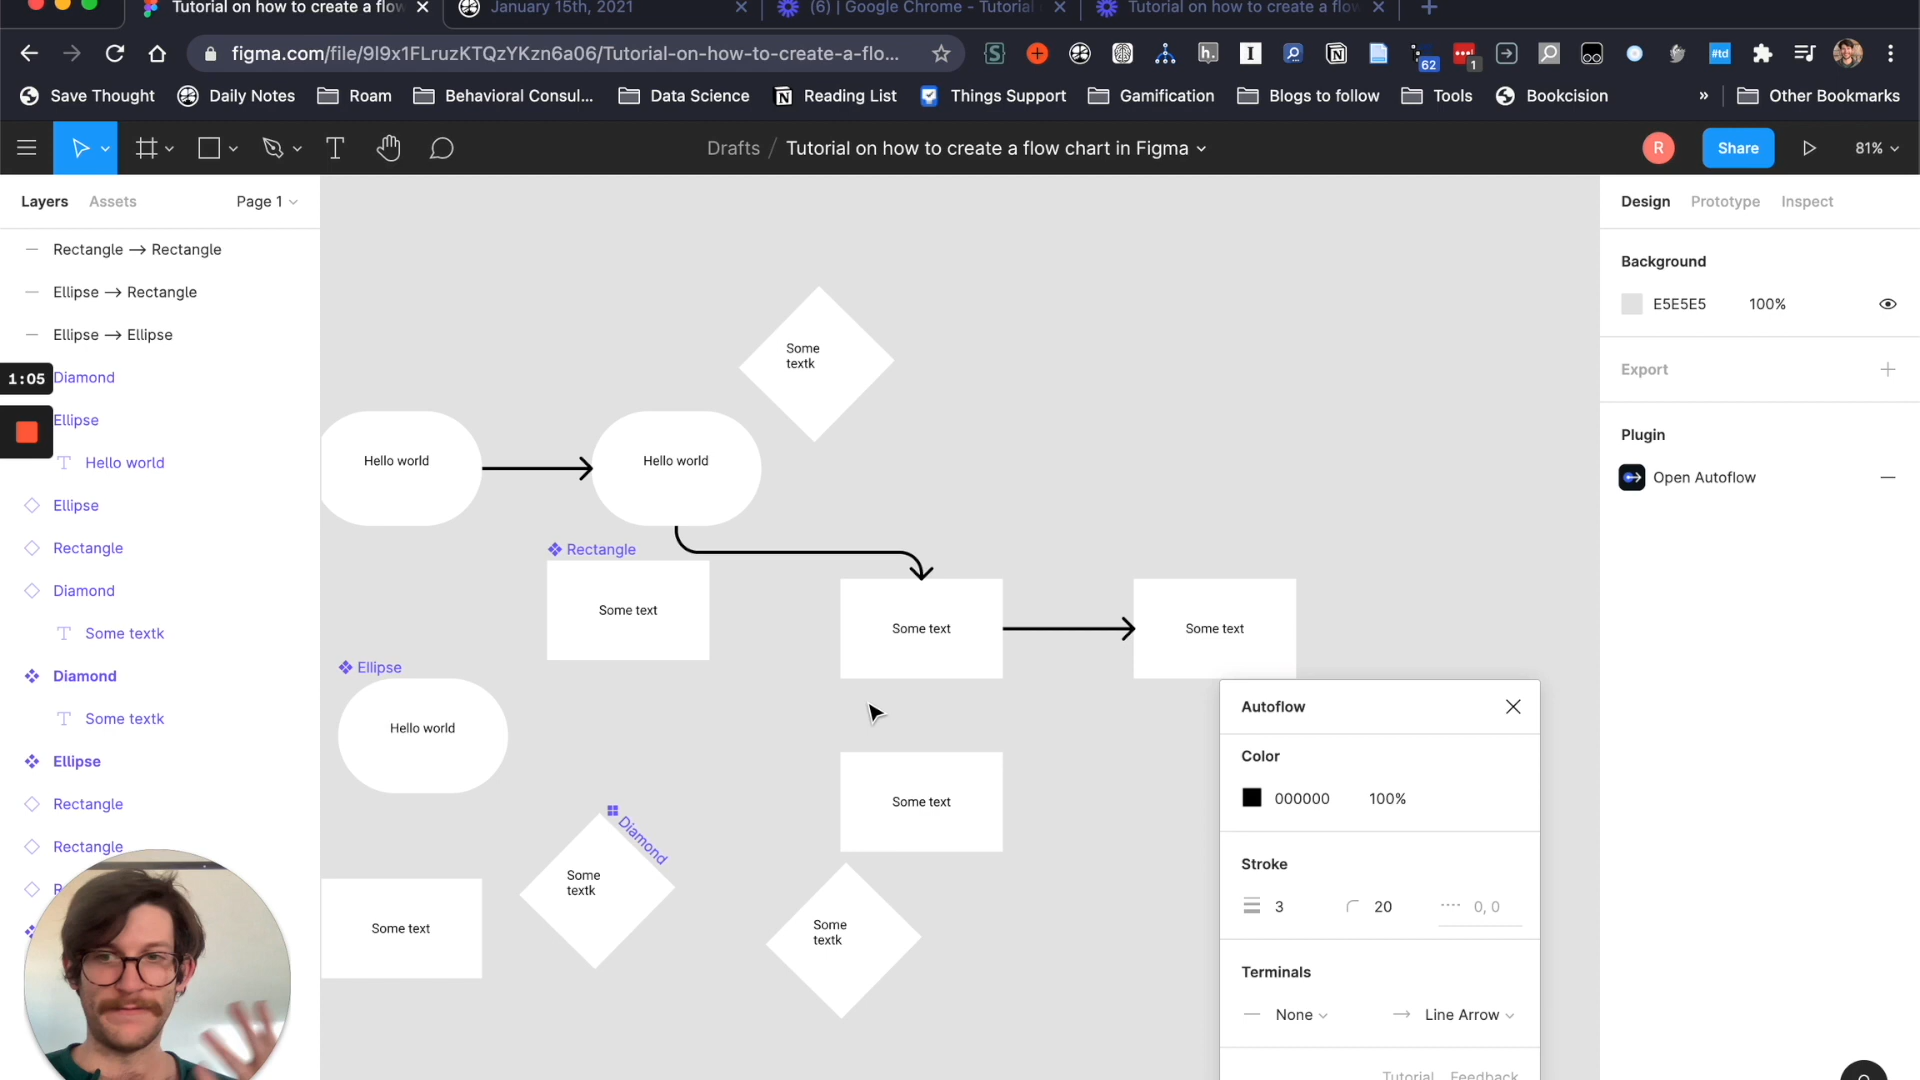 Tutorial on how to create a flow
January 15th, 2021
(6) | Google Chrome - Tutorial
Tutorial on how to create a flow
figma.com/file/9I9x1FLruzKTQzYKzn6a06/Tutorial-on-how-to-create-a-flo...
62
1
#td
Save Thought
Daily Notes
Roam
Behavioral Consul...
Data Science
Reading List
Things Support
Gamification
Blogs to follow
Tools
Bookcision
»
Other Bookmarks
Drafts / Tutorial on how to create a flow chart in Figma
R
Share
81%
Layers
Assets
Page 1
Rectangle → Rectangle
Ellipse → Rectangle
Ellipse → Ellipse
Diamond
1:05
Ellipse
Hello world
Ellipse
Rectangle
Diamond
Some textk
Diamond
Some textk
Ellipse
Rectangle
Rectangle
Some
textk
Hello world
Hello world
Rectangle
Some text
Some text
Some text
Ellipse
Hello world
Some text
Diamond
Some
textk
Some text
Some
textk
Autoflow
Color
000000 100%
Stroke
3
20
0, 0
Terminals
None
Line Arrow
Tutorial
Feedback
Design
Prototype
Inspect
Background
E5E5E5 100%
Export
Plugin
Open Autoflow